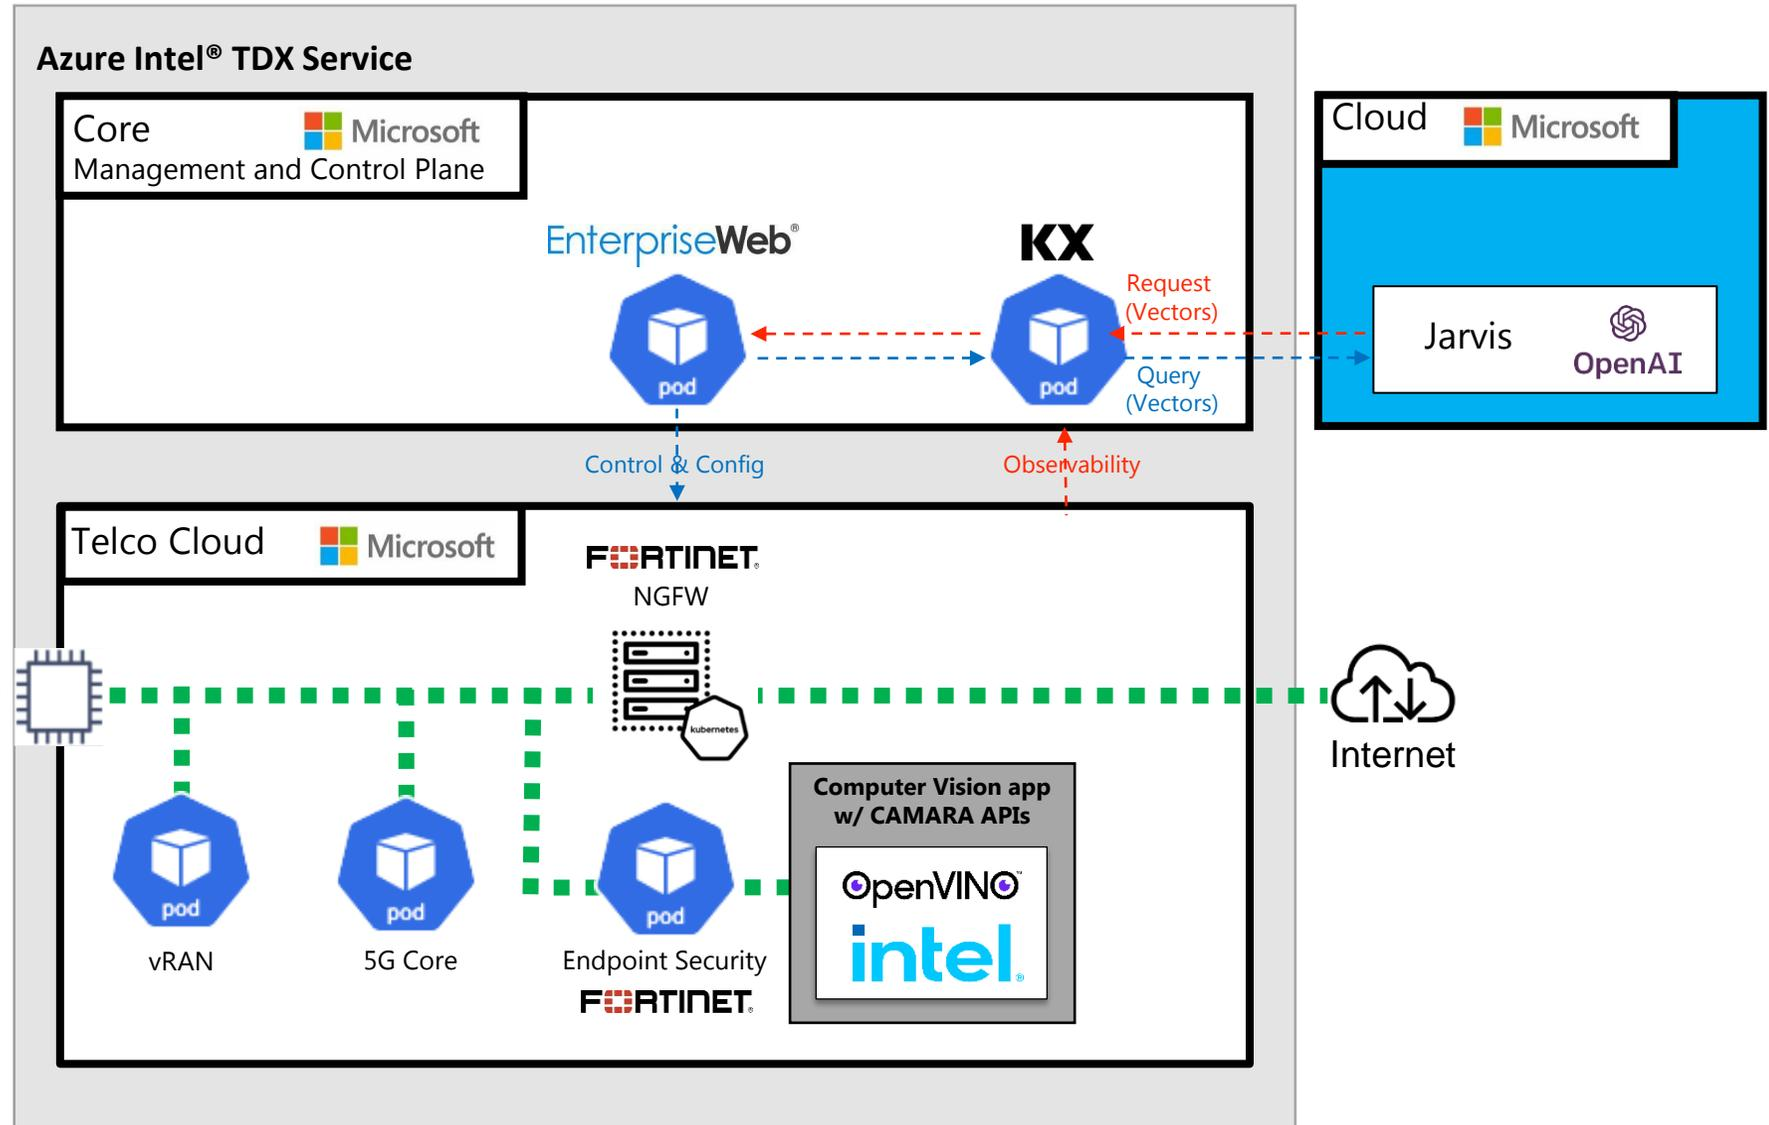 Azure Intel® TDX Service
Core
Microsoft
Management and Control Plane
Cloud
Microsoft
EnterpriseWeb®
KX
pod
pod
Request
(Vectors)
Query
(Vectors)
Jarvis
OpenAI
Control & Config
Observability
Telco Cloud
Microsoft
FORTINET®
NGFW
kubernetes
Internet
pod
vRAN
pod
5G Core
pod
Endpoint Security
FORTINET®
Computer Vision app
w/ CAMARA APIs
OpenVINO™
intel®